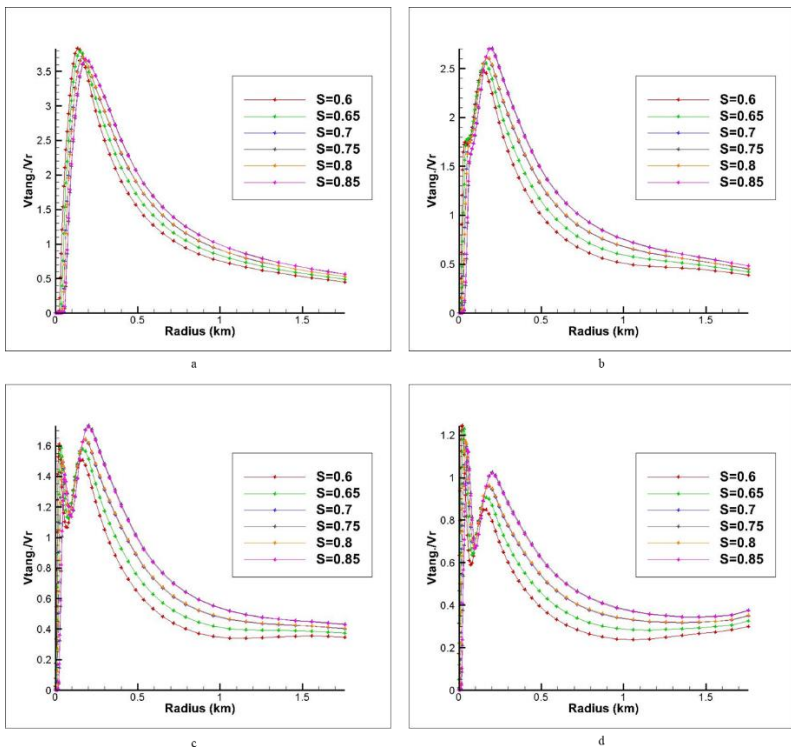 Vtang./Vr
3.5
3
2.5
2
1.5
1
0.5
0
0
0.5
1
1.5
Radius (km)
S=0.6
S=0.65
S=0.7
S=0.75
S=0.8
S=0.85
a
Vtang./Vr
2.5
2
1.5
1
0.5
0
0
0.5
1
1.5
Radius (km)
S=0.6
S=0.65
S=0.7
S=0.75
S=0.8
S=0.85
b
Vtang./Vr
1.6
1.4
1.2
1
0.8
0.6
0.4
0.2
0
0
0.5
1
1.5
Radius (km)
S=0.6
S=0.65
S=0.7
S=0.75
S=0.8
S=0.85
c
Vtang./Vr
1.2
1
0.8
0.6
0.4
0.2
0
0
0.5
1
1.5
Radius (km)
S=0.6
S=0.65
S=0.7
S=0.75
S=0.8
S=0.85
d